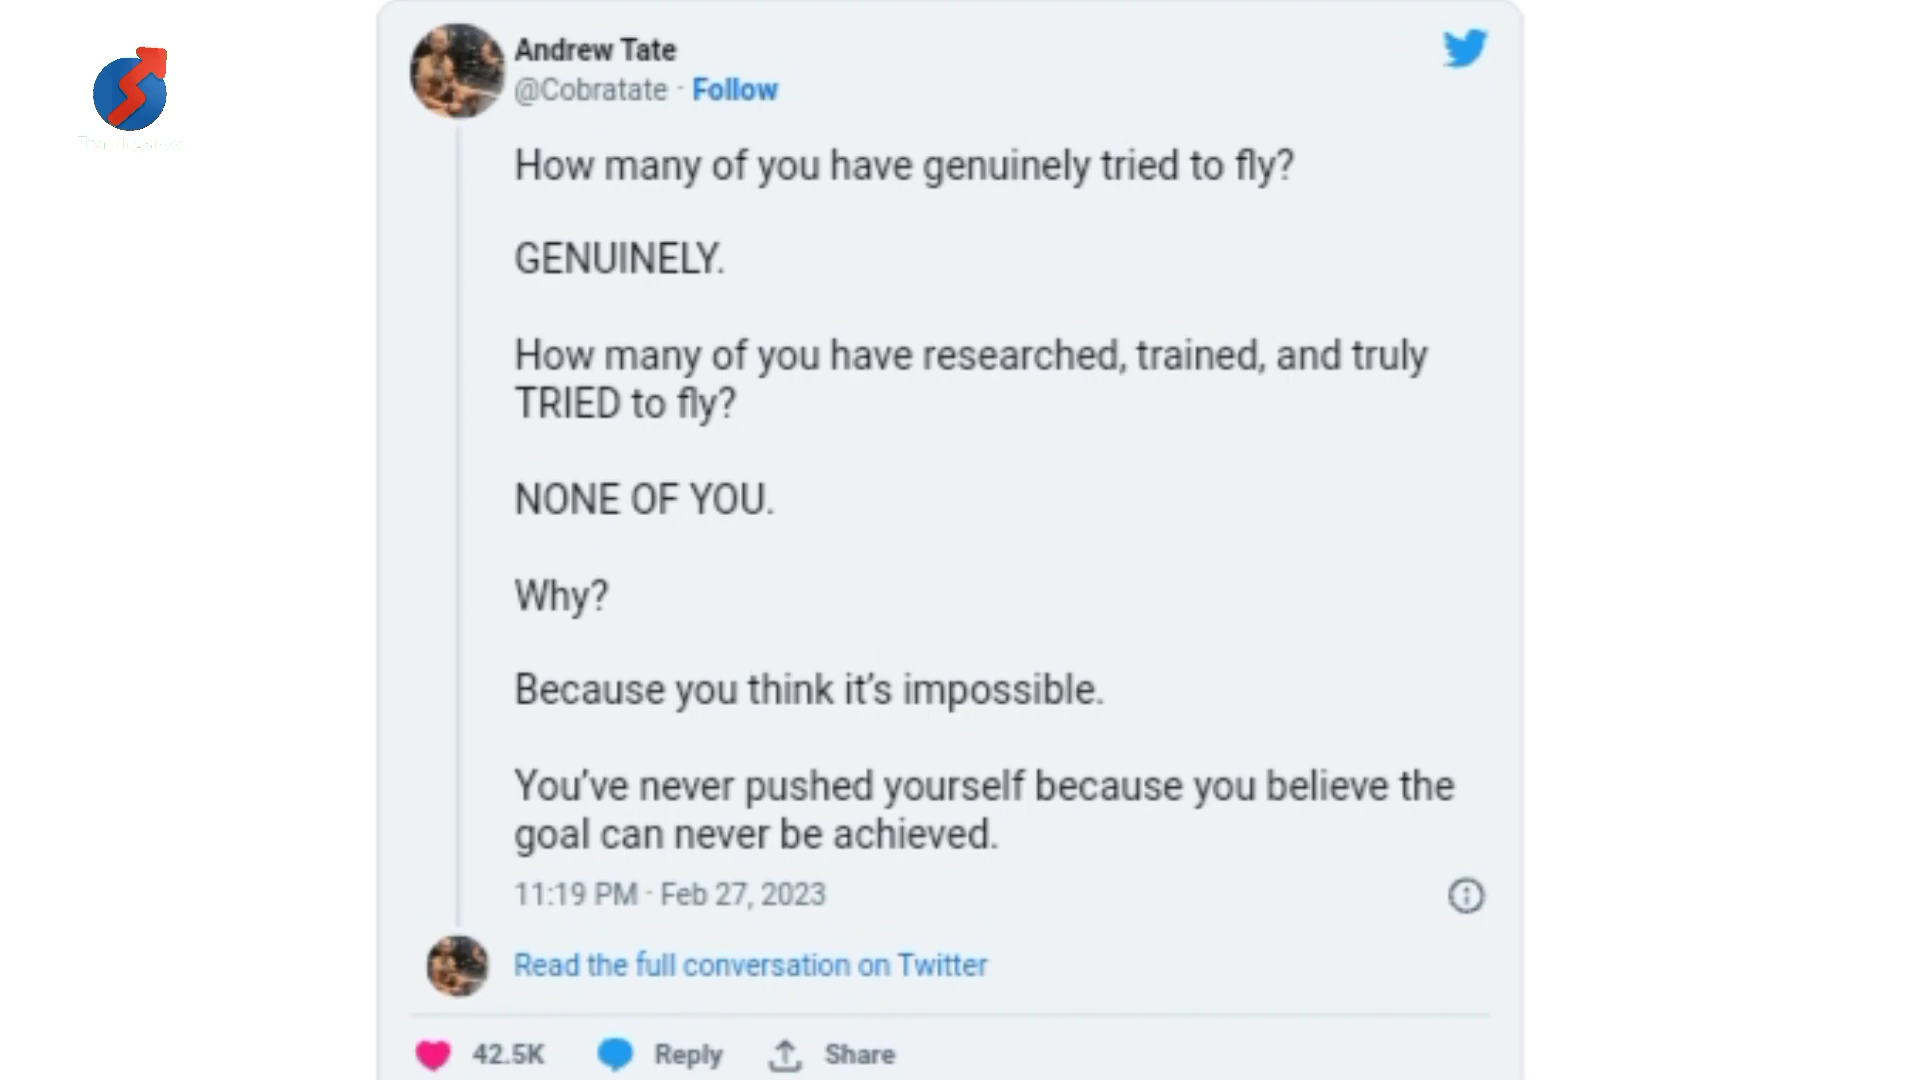 Andrew Tate
@Cobratate · Follow
How many of you have genuinely tried to fly?
GENUINELY.
How many of you have researched, trained, and truly
TRIED to fly?
NONE OF YOU.
Why?
Because you think it’s impossible.
You’ve never pushed yourself because you believe the
goal can never be achieved.
11:19 PM · Feb 27, 2023
Read the full conversation on Twitter
42.5K Reply Share